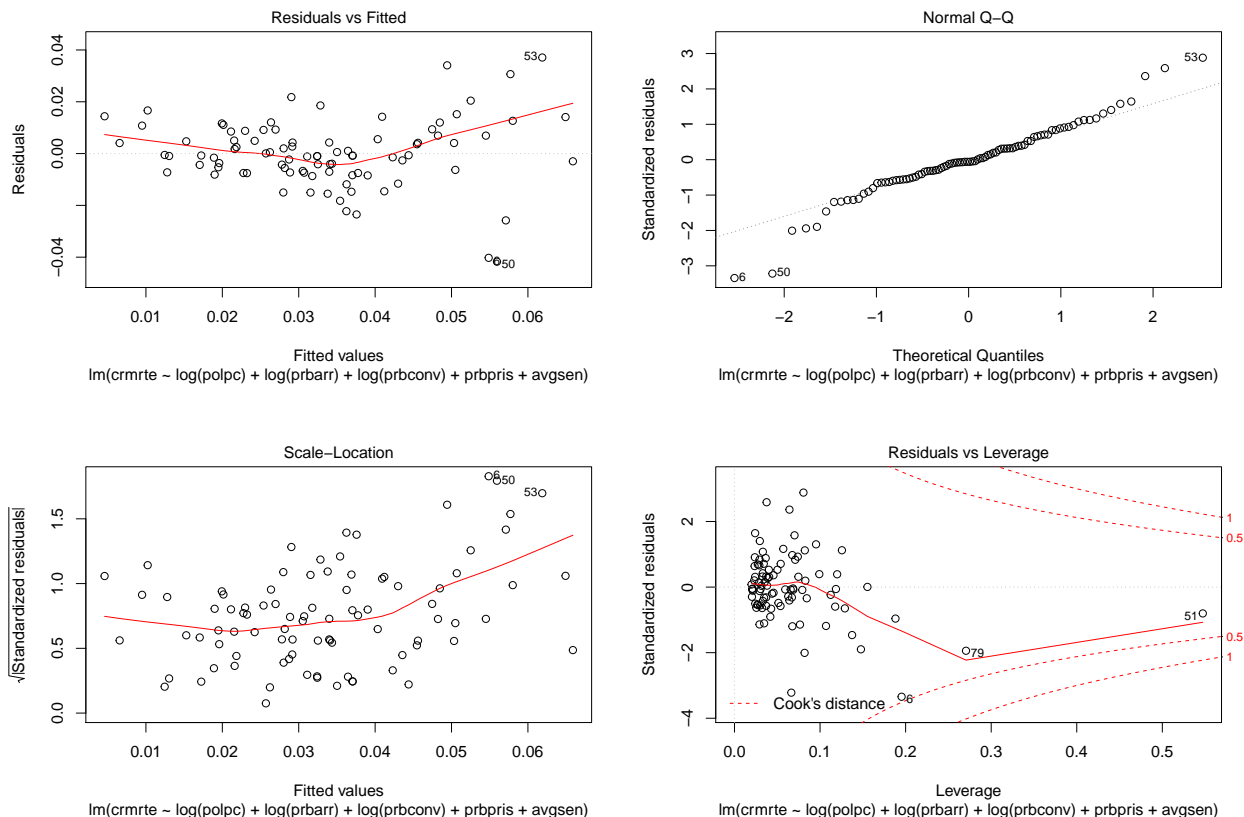 Residuals vs Fitted
Residuals
0.04
0.02
0.00
−0.04
53
6
50
0.01 0.02 0.03 0.04 0.05 0.06
Fitted values
lm(crmrte ~ log(polpc) + log(prbarr) + log(prbconv) + prbpris + avgsen)
Normal Q−Q
Standardized residuals
3
2
1
0
−1
−2
−3
53
50
6
−2 −1 0 1 2
Theoretical Quantiles
lm(crmrte ~ log(polpc) + log(prbarr) + log(prbconv) + prbpris + avgsen)
Scale−Location
√|Standardized residuals|
1.5
1.0
0.5
0.0
6
50
53
0.01 0.02 0.03 0.04 0.05 0.06
Fitted values
lm(crmrte ~ log(polpc) + log(prbarr) + log(prbconv) + prbpris + avgsen)
Residuals vs Leverage
Standardized residuals
2
0
−2
−4
1
0.5
51
0.5
79
1
6
Cook's distance
0.0 0.1 0.2 0.3 0.4 0.5
Leverage
lm(crmrte ~ log(polpc) + log(prbarr) + log(prbconv) + prbpris + avgsen)